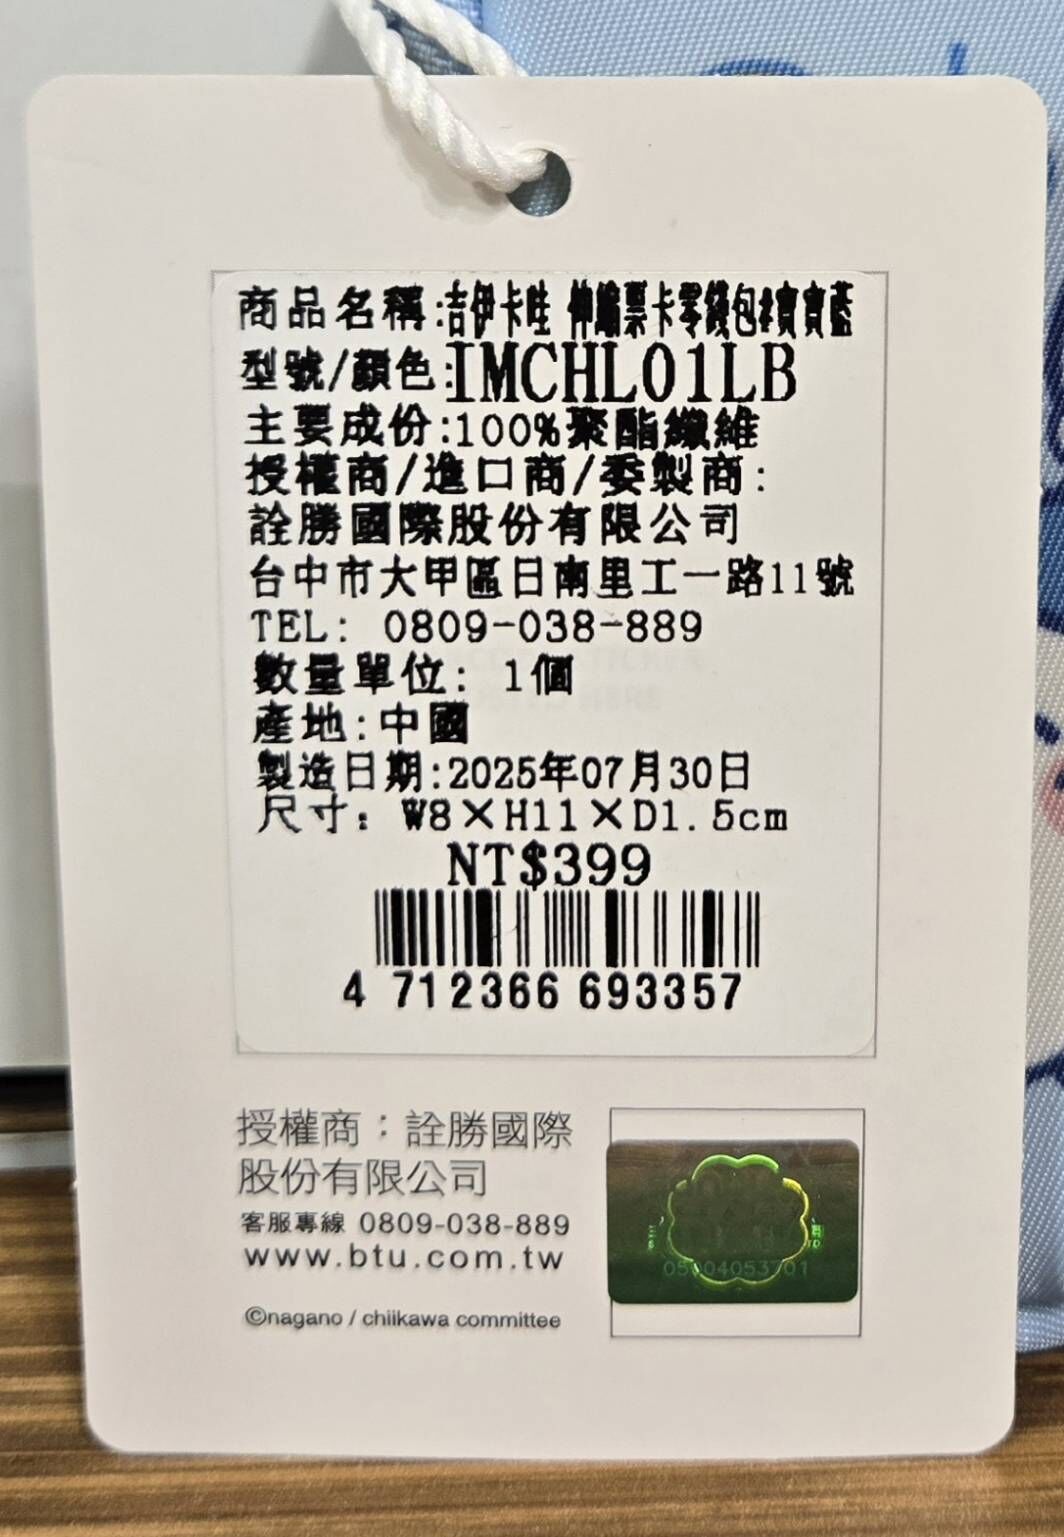 商品名稱:吉伊卡哇 伸縮票卡零錢包#寶寶藍
型號/顏色:IMCHL01LB
主要成份:100%聚酯纖維
授權商/進口商/委製商:
詮勝國際股份有限公司
台中市大甲區日南里工一路11號
TEL: 0809-038-889
數量單位: 1個
產地:中國
製造日期:2025年07月30日
尺寸: W8×H11×D1.5cm
NT$399
4 712366 693357
授權商：詮勝國際
股份有限公司
客服專線 0809-038-889
www.btu.com.tw
©nagano / chiikawa committee
05004053701